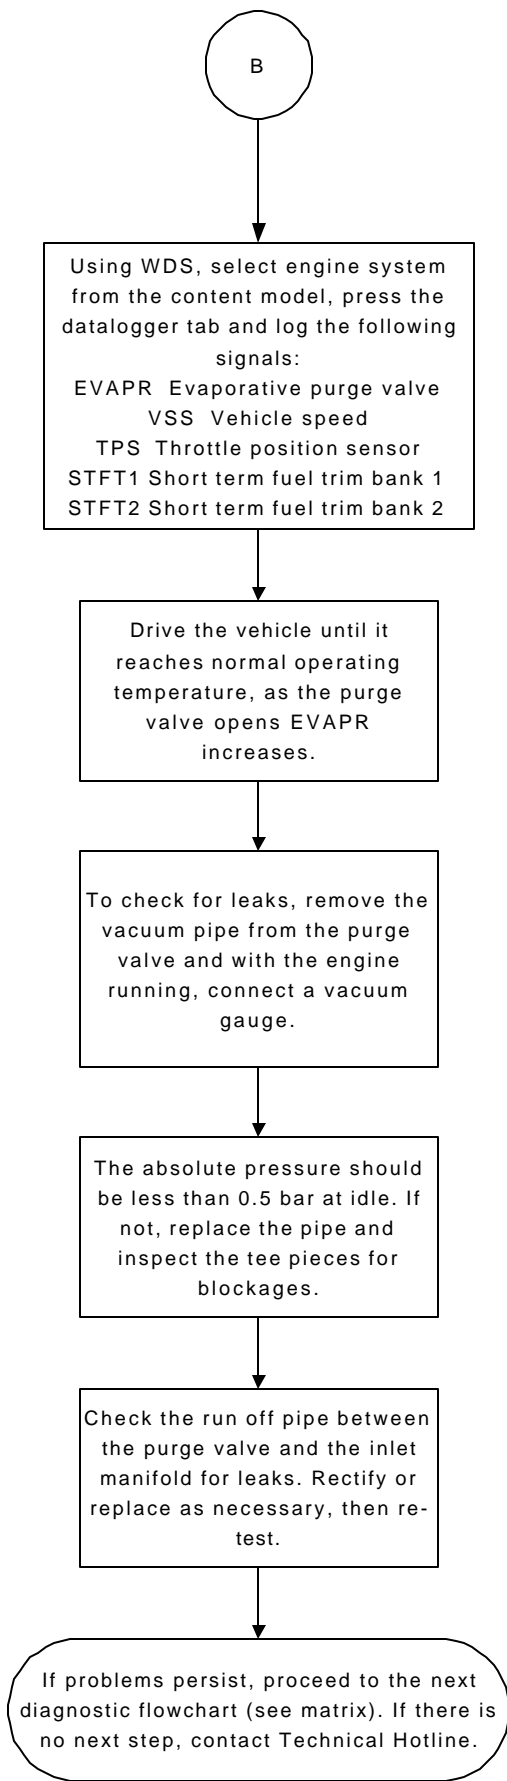 B
Using WDS, select engine system
from the content model, press the
datalogger tab and log the following
signals:
EVAPR Evaporative purge valve
VSS Vehicle speed
TPS Throttle position sensor
STFT1 Short term fuel trim bank 1
STFT2 Short term fuel trim bank 2
Drive the vehicle until it
reaches normal operating
temperature, as the purge
valve opens EVAPR
increases.
To check for leaks, remove the
vacuum pipe from the purge
valve and with the engine
running, connect a vacuum
gauge.
The absolute pressure should
be less than 0.5 bar at idle. If
not, replace the pipe and
inspect the tee pieces for
blockages.
Check the run off pipe between
the purge valve and the inlet
manifold for leaks. Rectify or
replace as necessary, then re-
test.
If problems persist, proceed to the next
diagnostic flowchart (see matrix). If there is
no next step, contact Technical Hotline.